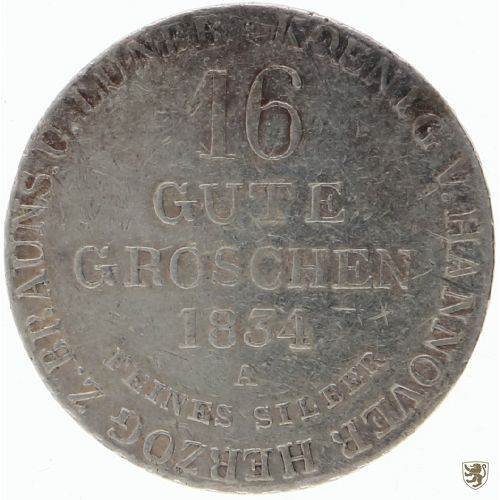 16
GUTE
GROSCHEN
1834
A
FEINES SILBER
KOENIG V. HANNOVER HERZOG Z. BRAUNS. U. LUNEB.